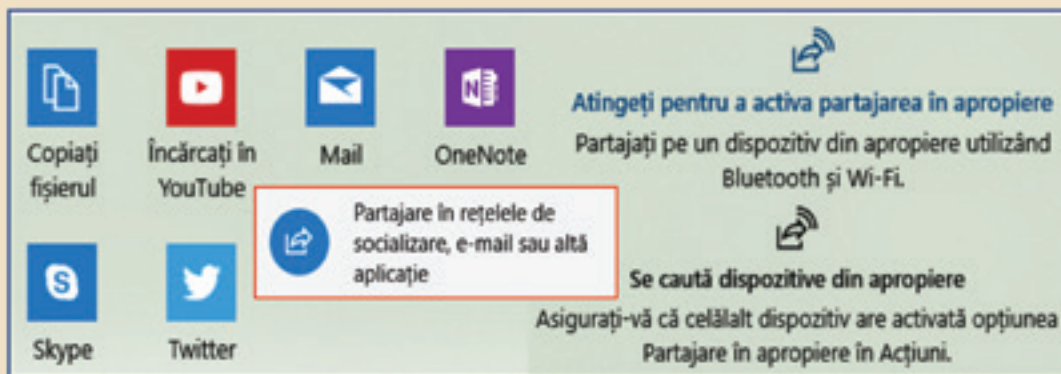 Copiați
fișierul
Încărcați în
YouTube
Mail
OneNote
Skype
Twitter
Partajare în rețelele de
socializare, e-mail sau altă
aplicație
Atingeți pentru a activa partajarea în apropiere
Partajați pe un dispozitiv din apropiere utilizând
Bluetooth și Wi-Fi.
Se caută dispozitive din apropiere
Asigurați-vă că celălalt dispozitiv are activată opțiunea
Partajare în apropiere în Acțiuni.